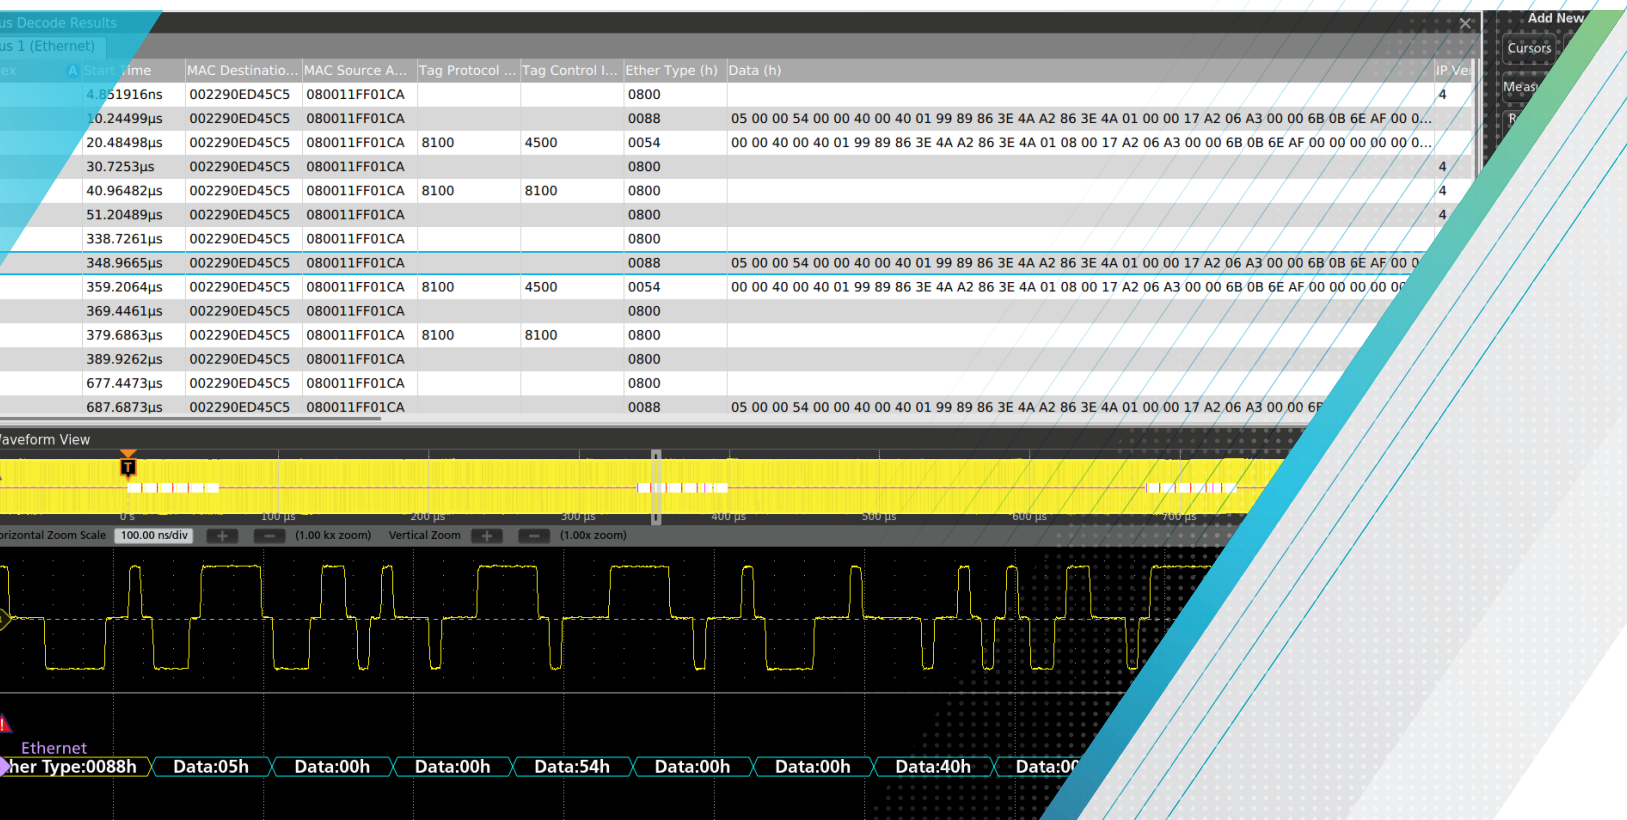 us Decode Results
Add New
us 1 (Ethernet)
Cursors
ex A Start Time MAC Destinatio... MAC Source A... Tag Protocol ... Tag Control I... Ether Type (h) Data (h) IP Ve
Meas
4.851916ns 002290ED45C5 080011FF01CA 0800 4
10.24499µs 002290ED45C5 080011FF01CA 0088 05 00 00 54 00 00 40 00 40 01 99 89 86 3E 4A A2 86 3E 4A 01 00 00 17 A2 06 A3 00 00 6B 0B 6E AF 00 0...
20.48498µs 002290ED45C5 080011FF01CA 8100 4500 0054 00 00 40 00 40 01 99 89 86 3E 4A A2 86 3E 4A 01 08 00 17 A2 06 A3 00 00 6B 0B 6E AF 00 00 00 00 00 0...
30.7253µs 002290ED45C5 080011FF01CA 0800 4
40.96482µs 002290ED45C5 080011FF01CA 8100 8100 0800 4
51.20489µs 002290ED45C5 080011FF01CA 0800 4
338.7261µs 002290ED45C5 080011FF01CA 0800
348.9665µs 002290ED45C5 080011FF01CA 0088 05 00 00 54 00 00 40 00 40 01 99 89 86 3E 4A A2 86 3E 4A 01 00 00 17 A2 06 A3 00 00 6B 0B 6E AF 00 0
359.2064µs 002290ED45C5 080011FF01CA 8100 4500 0054 00 00 40 00 40 01 99 89 86 3E 4A A2 86 3E 4A 01 08 00 17 A2 06 A3 00 00 6B 0B 6E AF 00 00 00 00 00
369.4461µs 002290ED45C5 080011FF01CA 0800
379.6863µs 002290ED45C5 080011FF01CA 8100 8100 0800
389.9262µs 002290ED45C5 080011FF01CA 0800
677.4473µs 002290ED45C5 080011FF01CA 0800
687.6873µs 002290ED45C5 080011FF01CA 0088 05 00 00 54 00 00 40 00 40 01 99 89 86 3E 4A A2 86 3E 4A 01 00 00 17 A2 06 A3 00 00 6B
Waveform View
T
0 s 100 µs 200 µs 300 µs 400 µs 500 µs 600 µs 700 µs
orizontal Zoom Scale 100.00 ns/div + − (1.00 kx zoom) Vertical Zoom + − (1.00x zoom)
!
Ethernet
her Type:0088h Data:05h Data:00h Data:00h Data:54h Data:00h Data:00h Data:40h Data:00